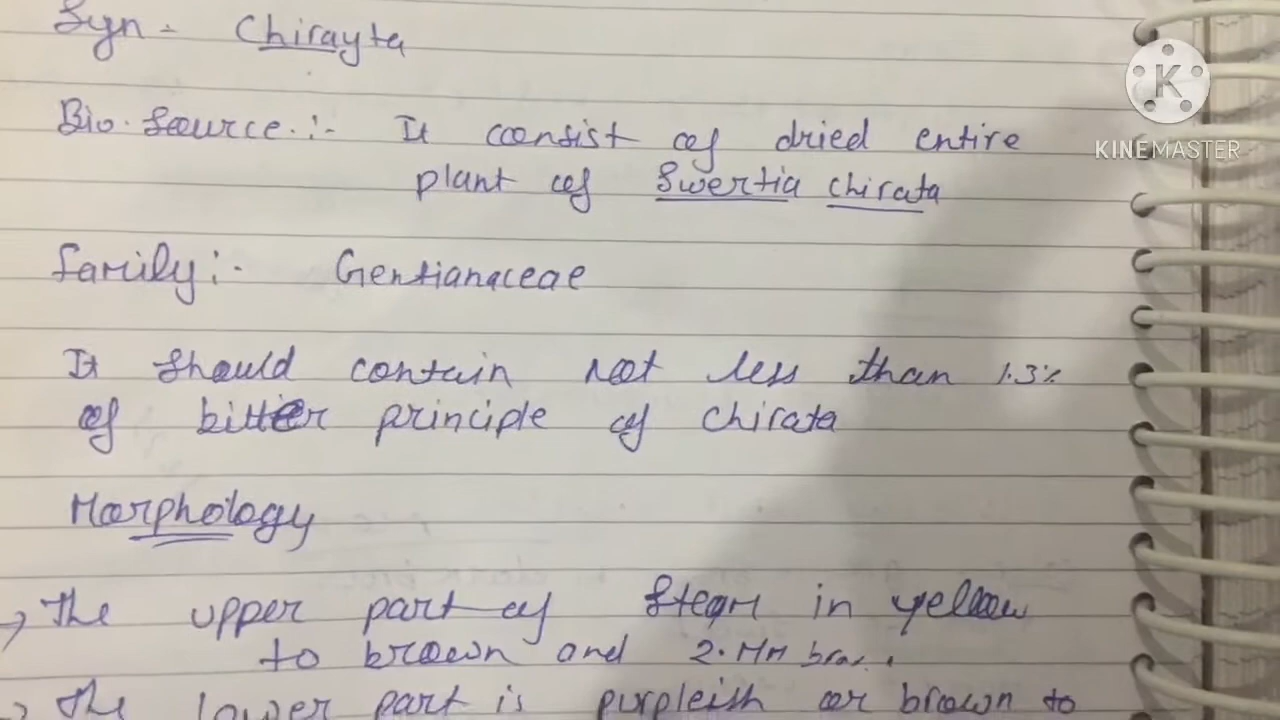 Syn - Chirayta
Bio. Source :- It consist of dried entire
plant of Swertia chirata
family :- Gentianaceae
It should contain not less than 1.3%
of bitter principle of chirata
Morphology
→ The upper part of stem in yellow
to brown and 2. MM
→ The lower part is purpleish or brown to
K
KINEMASTER